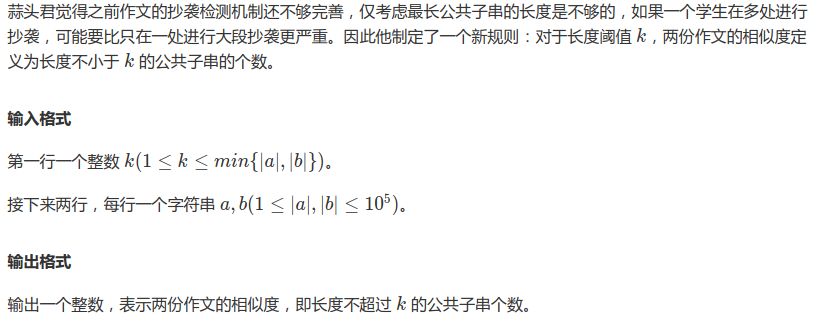 蒜头君觉得之前作文的抄袭检测机制还不够完善，仅考虑最长公共子串的长度是不够的，如果一个学生在多处进行
抄袭，可能要比只在一处进行大段抄袭更严重。因此他制定了一个新规则：对于长度阈值 k，两份作文的相似度定
义为长度不小于 k 的公共子串的个数。
输入格式
第一行一个整数 k(1 ≤ k ≤ min{|a|, |b|})。
接下来两行，每行一个字符串 a, b(1 ≤ |a|, |b| ≤ 10⁵)。
输出格式
输出一个整数，表示两份作文的相似度，即长度不超过 k 的公共子串个数。